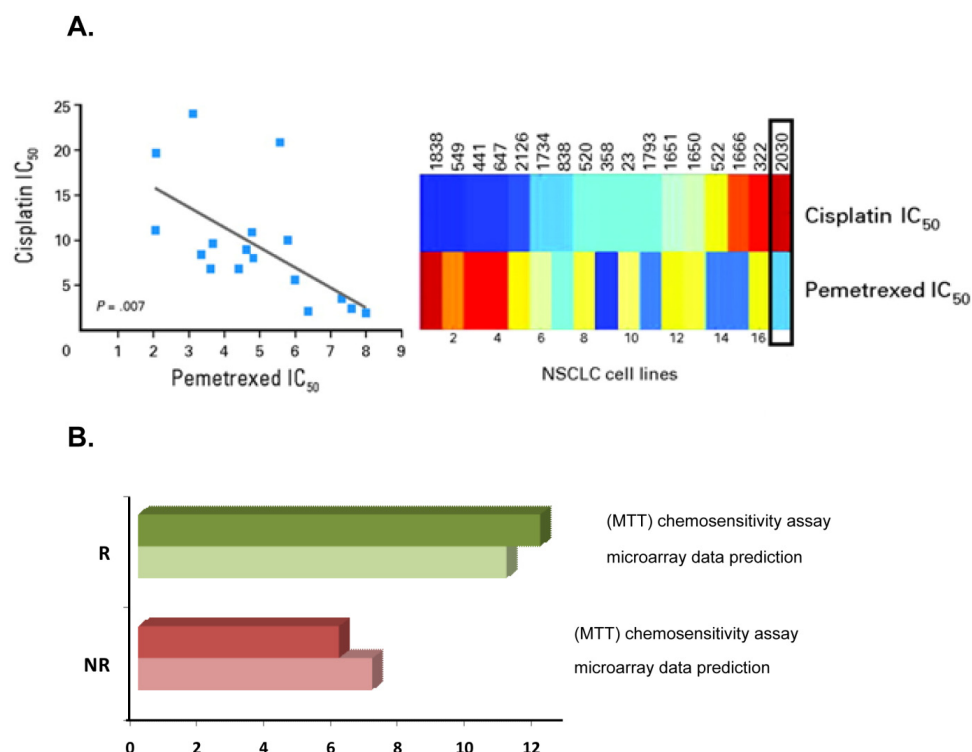 A.
25
20
15
10
5
Cisplatin IC50
P = .007
0 1 2 3 4 5 6 7 8 9
Pemetrexed IC50
1838 549 441 647 2126 1734 838 520 358 23 1793 1651 1650 522 1666 322 2030
Cisplatin IC50
Pemetrexed IC50
2 4 6 8 10 12 14 16
NSCLC cell lines
B.
R
(MTT) chemosensitivity assay
microarray data prediction
NR
(MTT) chemosensitivity assay
microarray data prediction
0 2 4 6 8 10 12